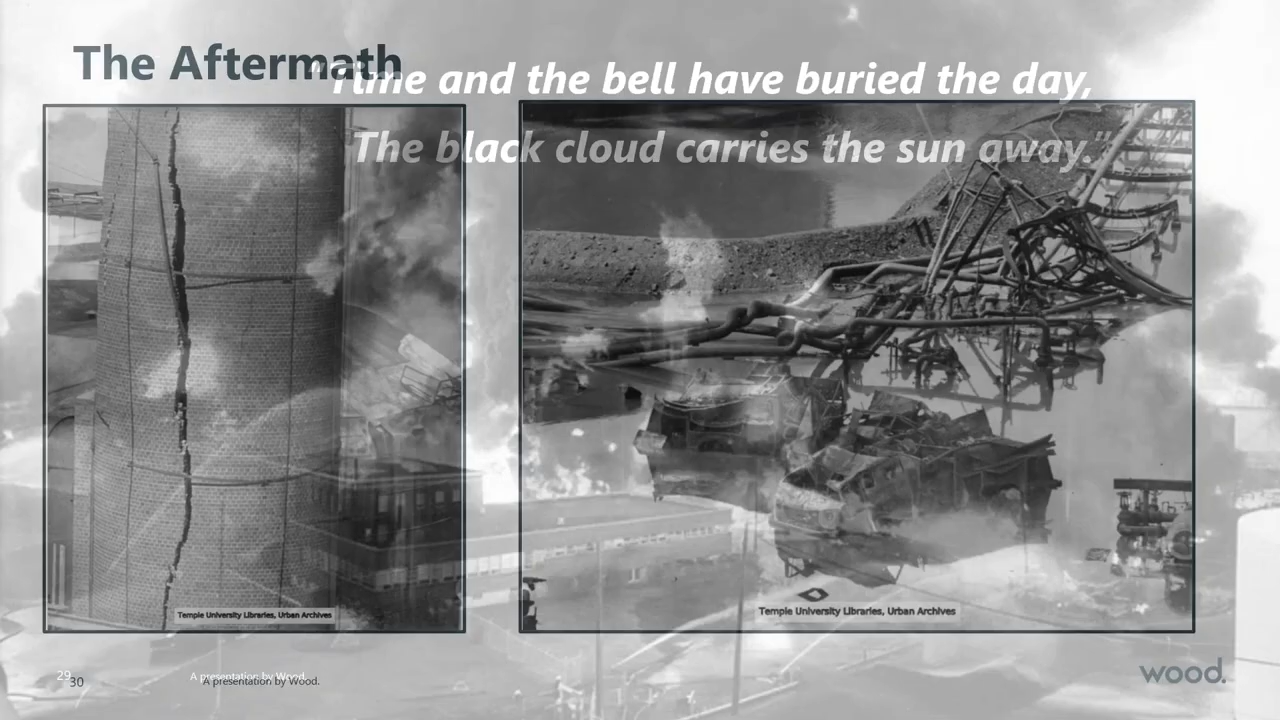 The Aftermath
"Time and the bell have buried the day,
The black cloud carries the sun away."
Temple University Libraries, Urban Archives
Temple University Libraries, Urban Archives
29
A presentation by Wood.
30
A presentation by Wood.
wood.